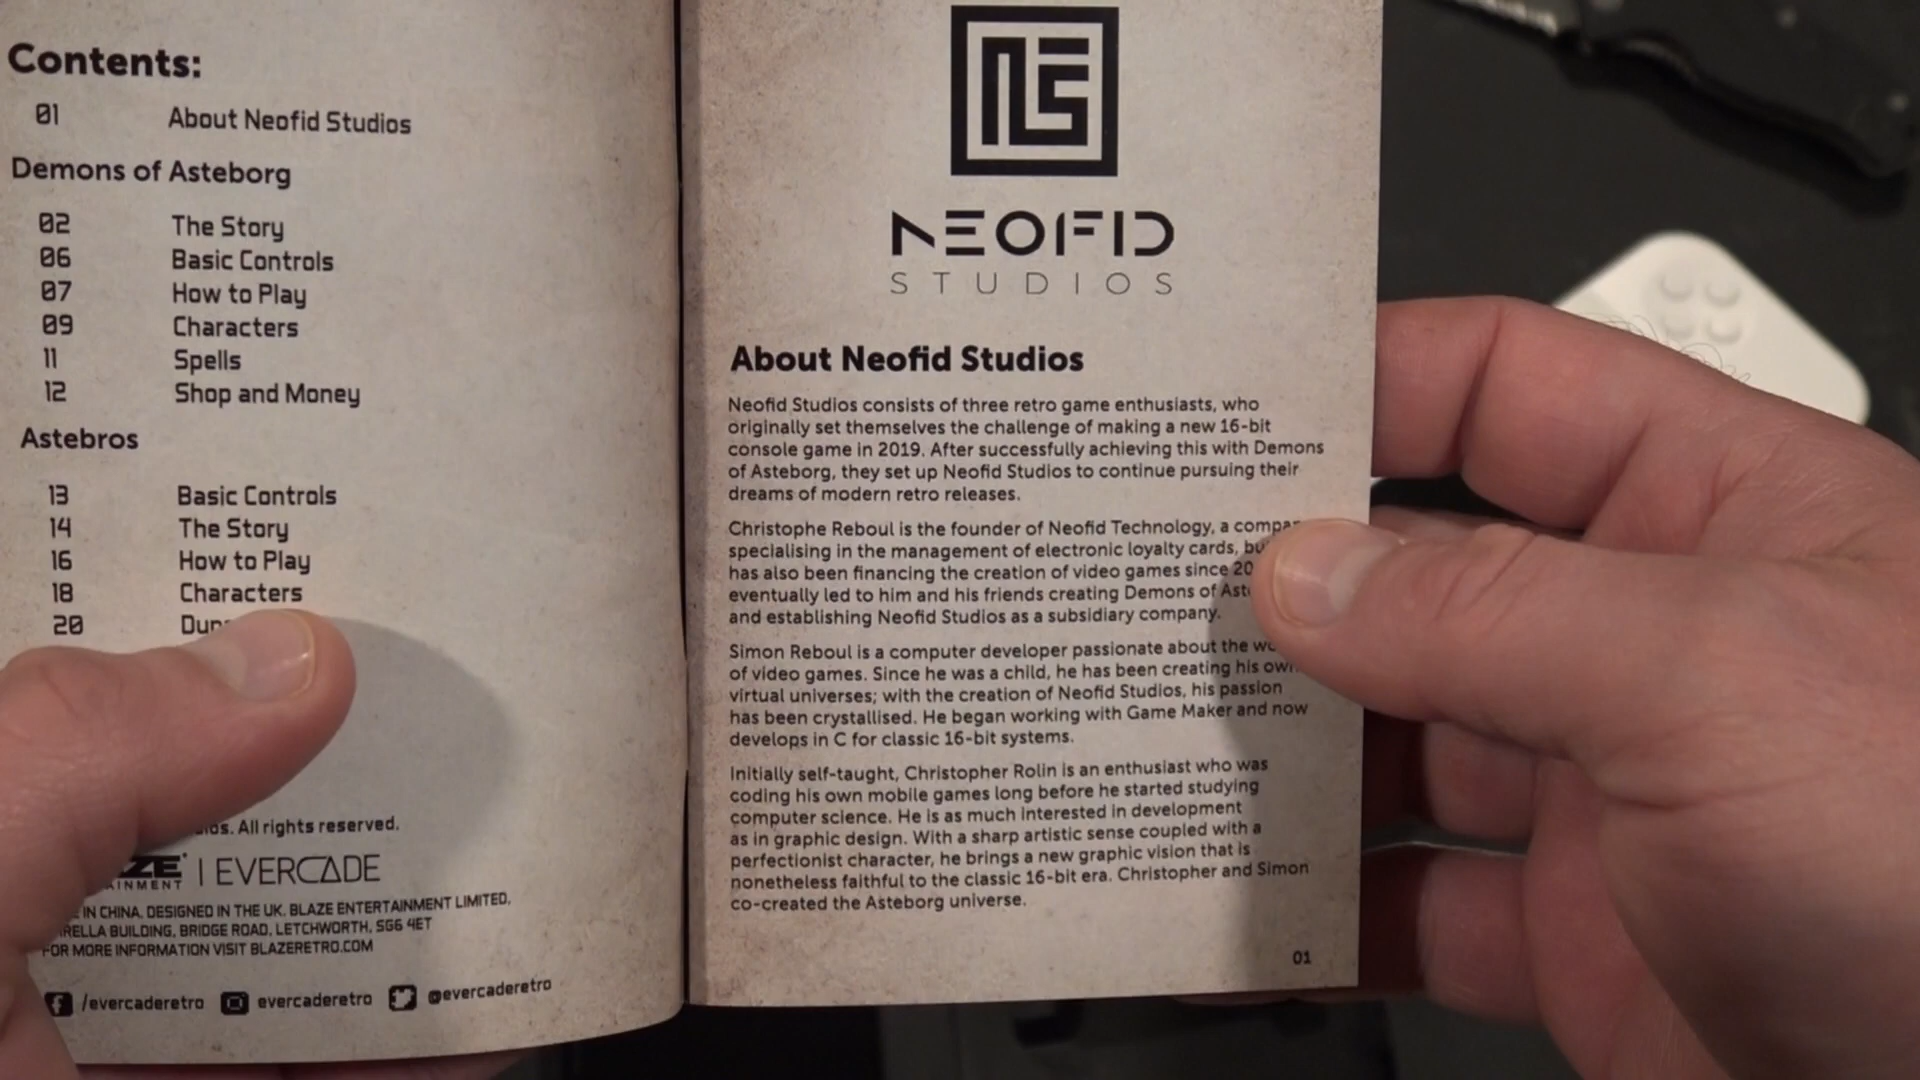 Contents:
01 About Neofid Studios
Demons of Asteborg
02 The Story
06 Basic Controls
07 How to Play
09 Characters
11 Spells
12 Shop and Money
Astebros
13 Basic Controls
14 The Story
16 How to Play
18 Characters
20
All rights reserved.
EVERCADE
IN CHINA. DESIGNED IN THE UK. BLAZE ENTERTAINMENT LIMITED,
BUILDING, BRIDGE ROAD, LETCHWORTH, SG6 4ET
FOR MORE INFORMATION VISIT BLAZERETRO.COM
/evercaderetro evercaderetro @evercaderetro
NEOFID
STUDIOS
About Neofid Studios
Neofid Studios consists of three retro game enthusiasts, who
originally set themselves the challenge of making a new 16-bit
console game in 2019. After successfully achieving this with Demons
of Asteborg, they set up Neofid Studios to continue pursuing their
dreams of modern retro releases.
Christophe Reboul is the founder of Neofid Technology, a
specialising in the management of electronic loyalty cards,
has also been financing the creation of video games since
eventually led to him and his friends creating Demons of
and establishing Neofid Studios as a subsidiary company.
Simon Reboul is a computer developer passionate about the
of video games. Since he was a child, he has been creating his own
virtual universes; with the creation of Neofid Studios, his passion
has been crystallised. He began working with Game Maker and now
develops in C for classic 16-bit systems.
Initially self-taught, Christopher Rolin is an enthusiast who was
coding his own mobile games long before he started studying
computer science. He is as much interested in development
as in graphic design. With a sharp artistic sense coupled with a
perfectionist character, he brings a new graphic vision that is
nonetheless faithful to the classic 16-bit era. Christopher and Simon
co-created the Asteborg universe.
01